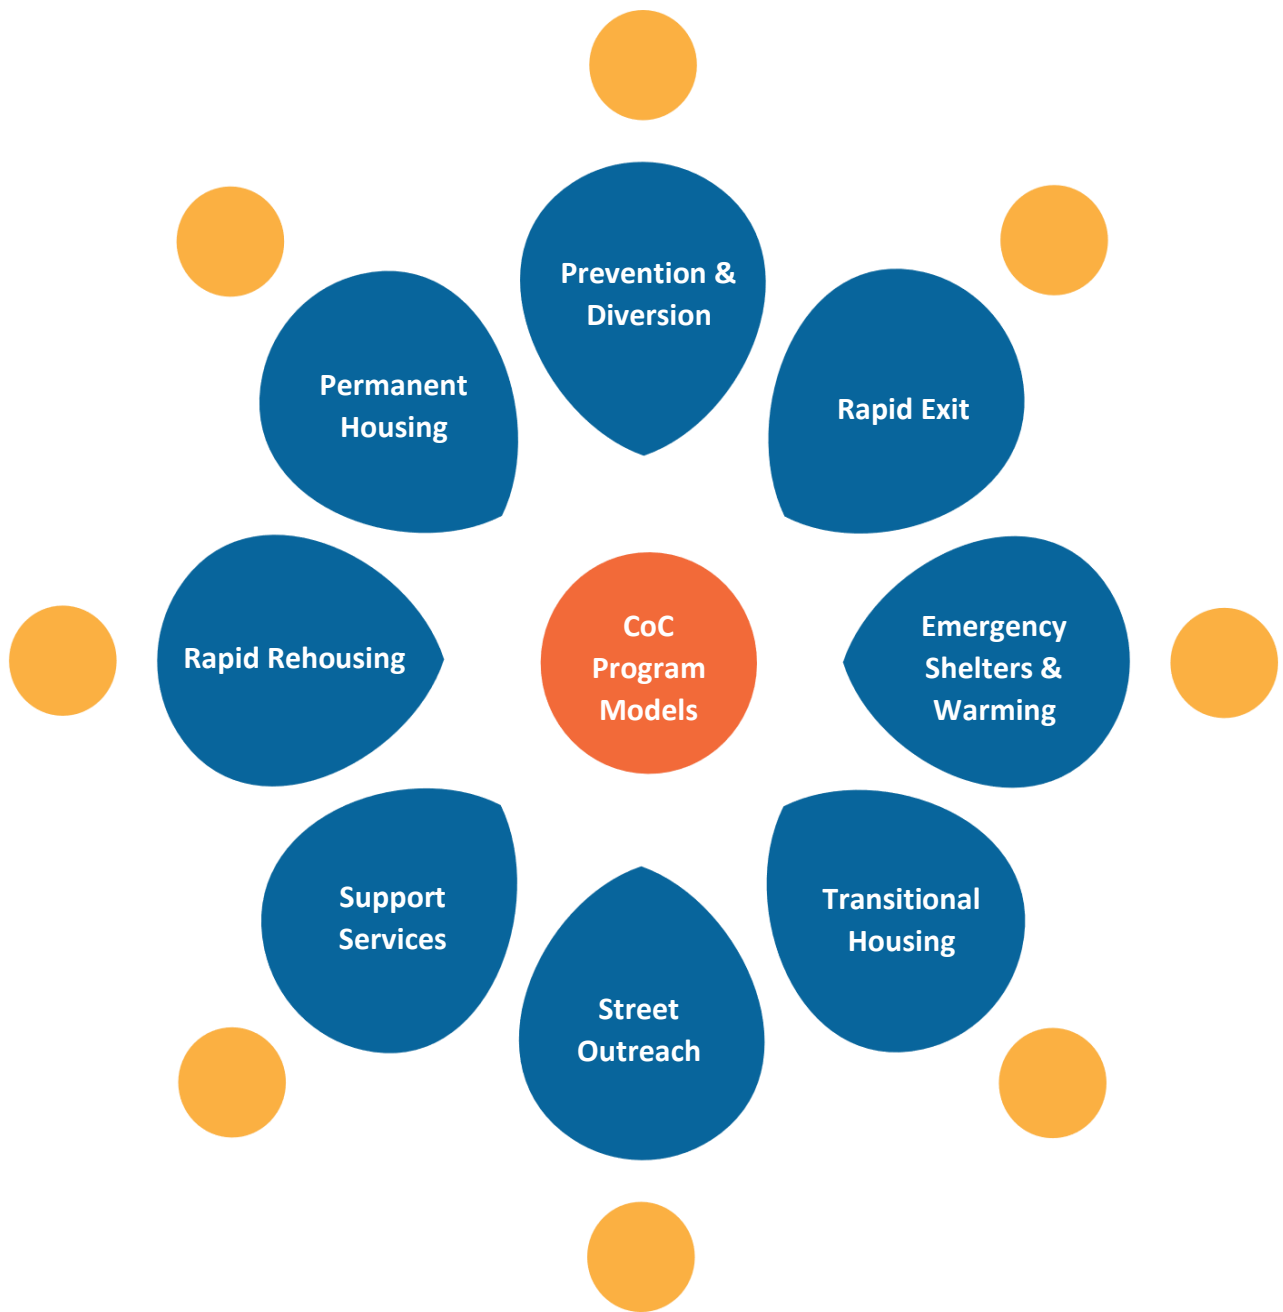 Prevention &
Diversion
Rapid Exit
Emergency
Shelters &
Warming
Transitional
Housing
Street
Outreach
Support
Services
Rapid Rehousing
Permanent
Housing
CoC
Program
Models